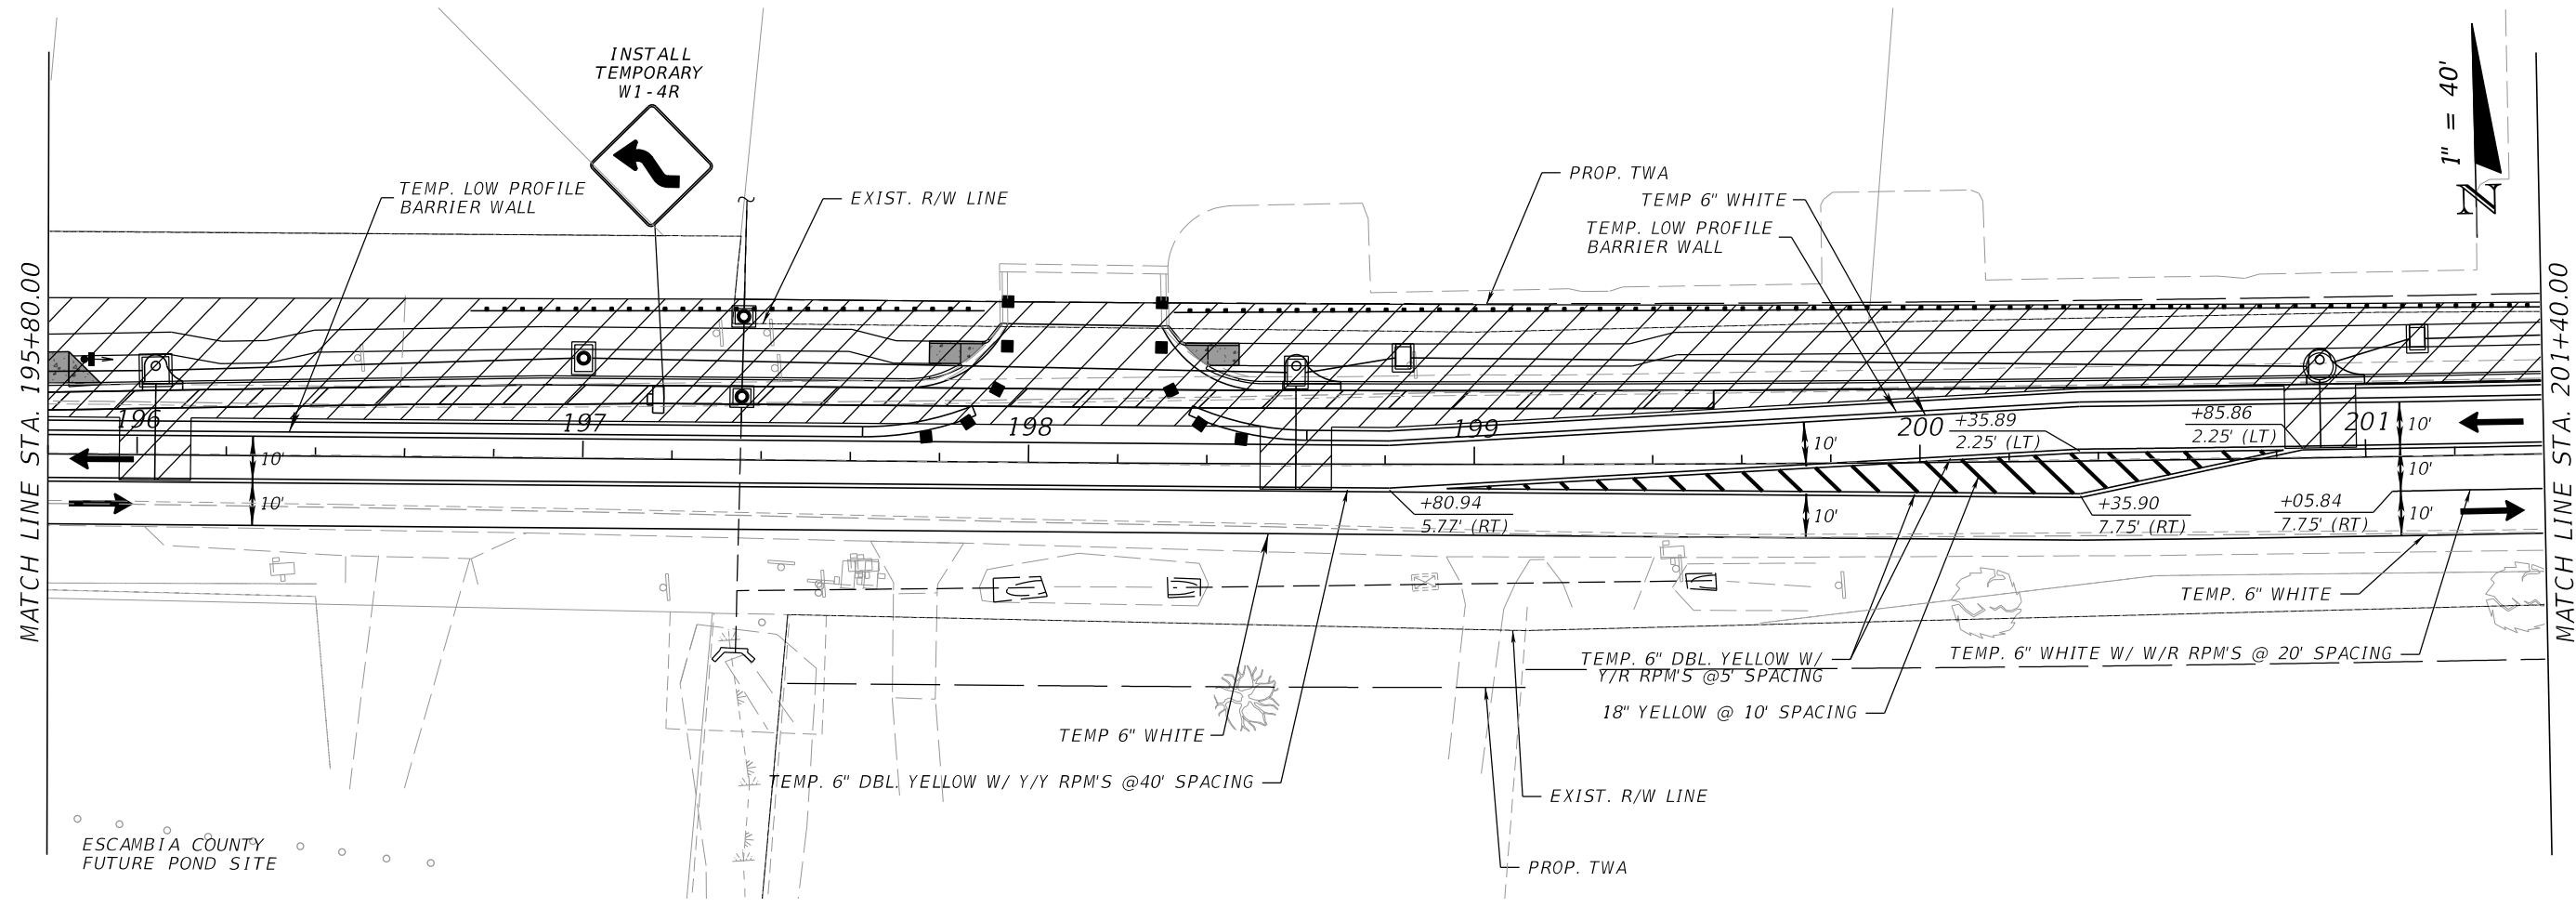 INSTALL
TEMPORARY
W1-4R
1" = 40'
N
TEMP. LOW PROFILE
BARRIER WALL
EXIST. R/W LINE
PROP. TWA
TEMP 6" WHITE
TEMP. LOW PROFILE
BARRIER WALL
MATCH LINE STA. 195+80.00
MATCH LINE STA. 201+40.00
196
197
198
199
200
201
+35.89
2.25' (LT)
+85.86
2.25' (LT)
10'
10'
10'
10'
10'
10'
10'
+80.94
5.77' (RT)
+35.90
7.75' (RT)
+05.84
7.75' (RT)
TEMP. 6" WHITE
TEMP. 6" DBL. YELLOW W/
Y/R RPM'S @5' SPACING
TEMP. 6" WHITE W/ W/R RPM'S @ 20' SPACING
18" YELLOW @ 10' SPACING
TEMP 6" WHITE
TEMP. 6" DBL. YELLOW W/ Y/Y RPM'S @40' SPACING
EXIST. R/W LINE
PROP. TWA
ESCAMBIA COUNTY
FUTURE POND SITE